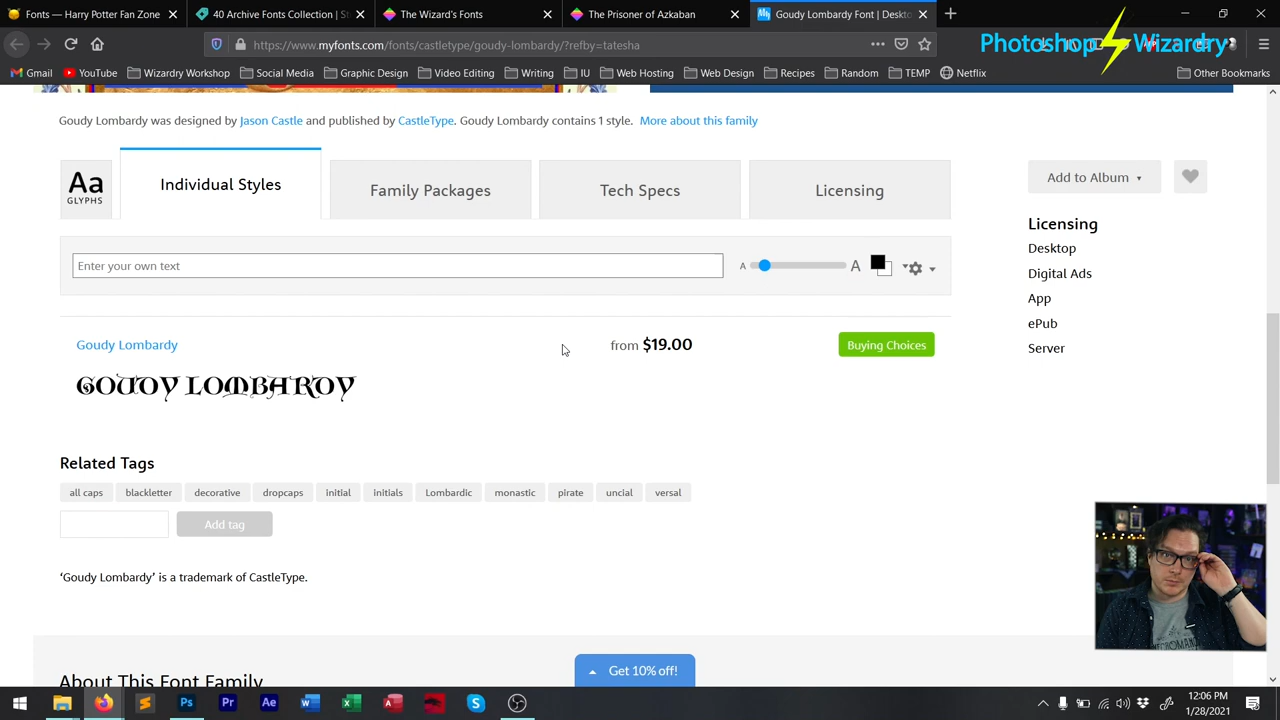 Fonts — Harry Potter Fan Zone
40 Archive Fonts Collection | St
The Wizard's Fonts
The Prisoner of Azkaban
Goudy Lombardy Font | Deskto
https://www.myfonts.com/fonts/castletype/goudy-lombardy/?refby=tatesha
Photoshop Wizardry
Gmail YouTube Wizardry Workshop Social Media Graphic Design Video Editing Writing IU Web Hosting Web Design Recipes Random TEMP Netflix Other Bookmarks
Goudy Lombardy was designed by Jason Castle and published by CastleType. Goudy Lombardy contains 1 style. More about this family
Aa
GLYPHS
Individual Styles
Family Packages
Tech Specs
Licensing
Add to Album
Licensing
Desktop
Digital Ads
App
ePub
Server
Enter your own text
A A
Goudy Lombardy
from $19.00
Buying Choices
GOUDY LOMBARDY
Related Tags
all caps blackletter decorative dropcaps initial initials Lombardic monastic pirate uncial versal
Add tag
‘Goudy Lombardy’ is a trademark of CastleType.
Get 10% off!
About This Font Family
Ps Pr Ae
12:06 PM
1/28/2021